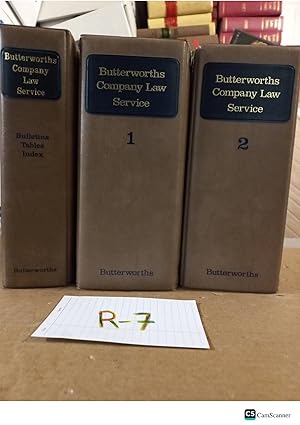 Butterworths
Company Law
Service
Bulletins
Tables
Index
Butterworths
Butterworths
Company Law
Service
1
Butterworths
Butterworths
Company Law
Service
2
Butterworths
R-7
CS CamScanner